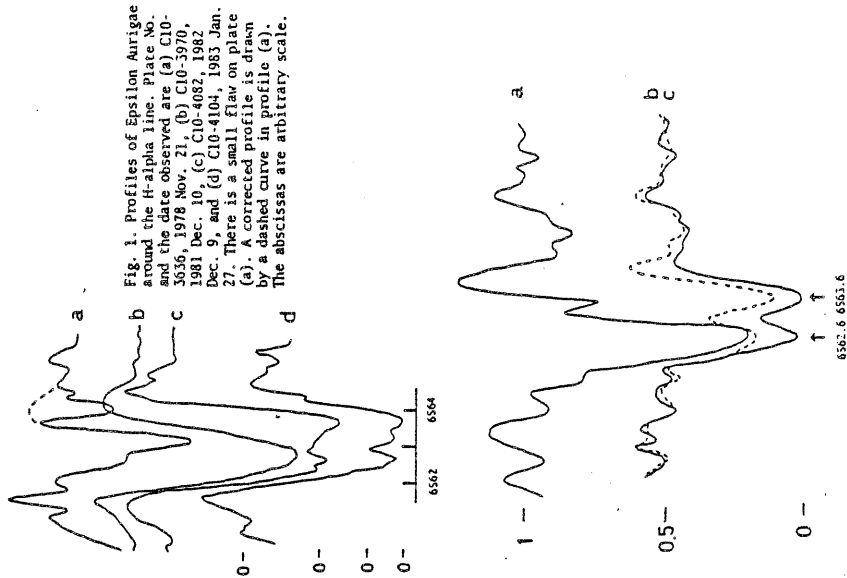 Fig. 1. Profiles of Epsilon Aurigae
around the H-alpha line. Plate No.
and the date observed are (a) C10-
3636, 1978 Nov. 21, (b) C10-3970,
1981 Dec. 10, (c) C10-4082, 1982
Dec. 9, and (d) C10-4104, 1983 Jan.
27. There is a small flaw on plate
(a). A corrected profile is drawn
by a dashed curve in profile (a).
The abscissas are arbitrary scale.
a
b
c
d
0 -
0 -
0 -
0 -
6562
6564
a
b
c
1 -
0.5 -
0 -
6562.6 6563.6